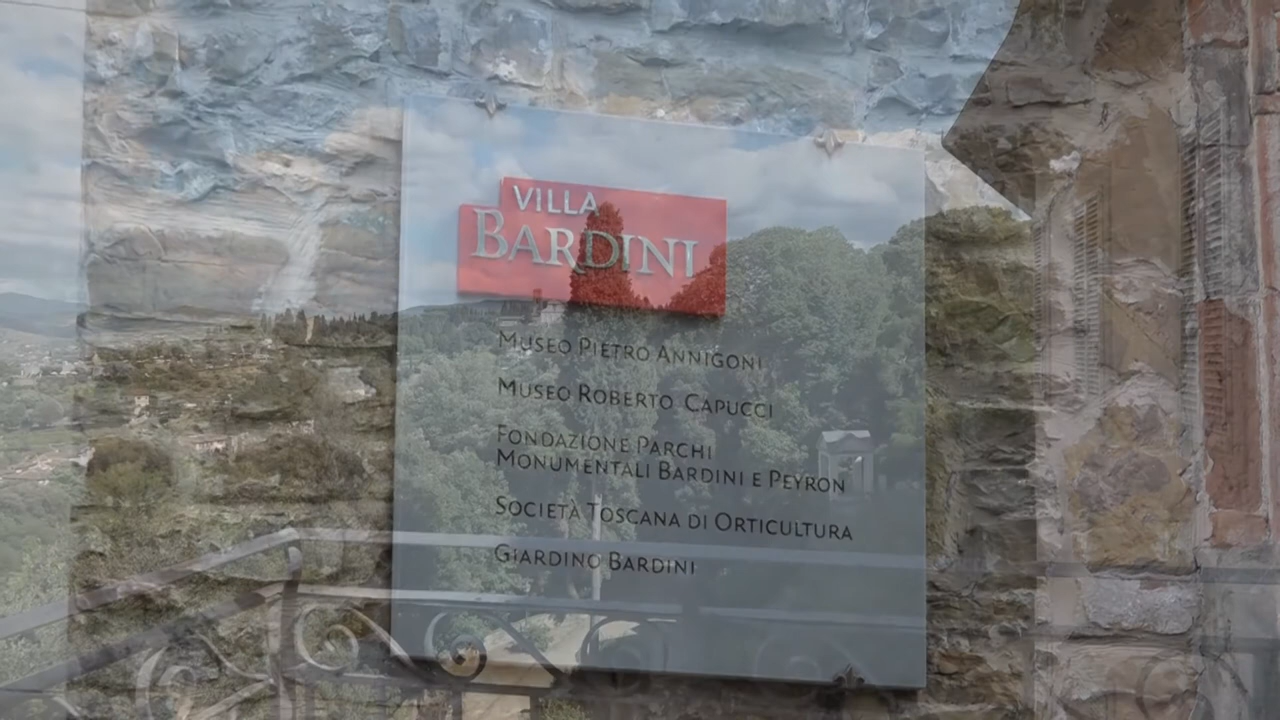 VILLA
BARDINI
MUSEO PIETRO ANNIGONI
MUSEO ROBERTO CAPUCCI
FONDAZIONE PARCHI
MONUMENTALI BARDINI E PEYRON
SOCIETÀ TOSCANA DI ORTICULTURA
GIARDINO BARDINI